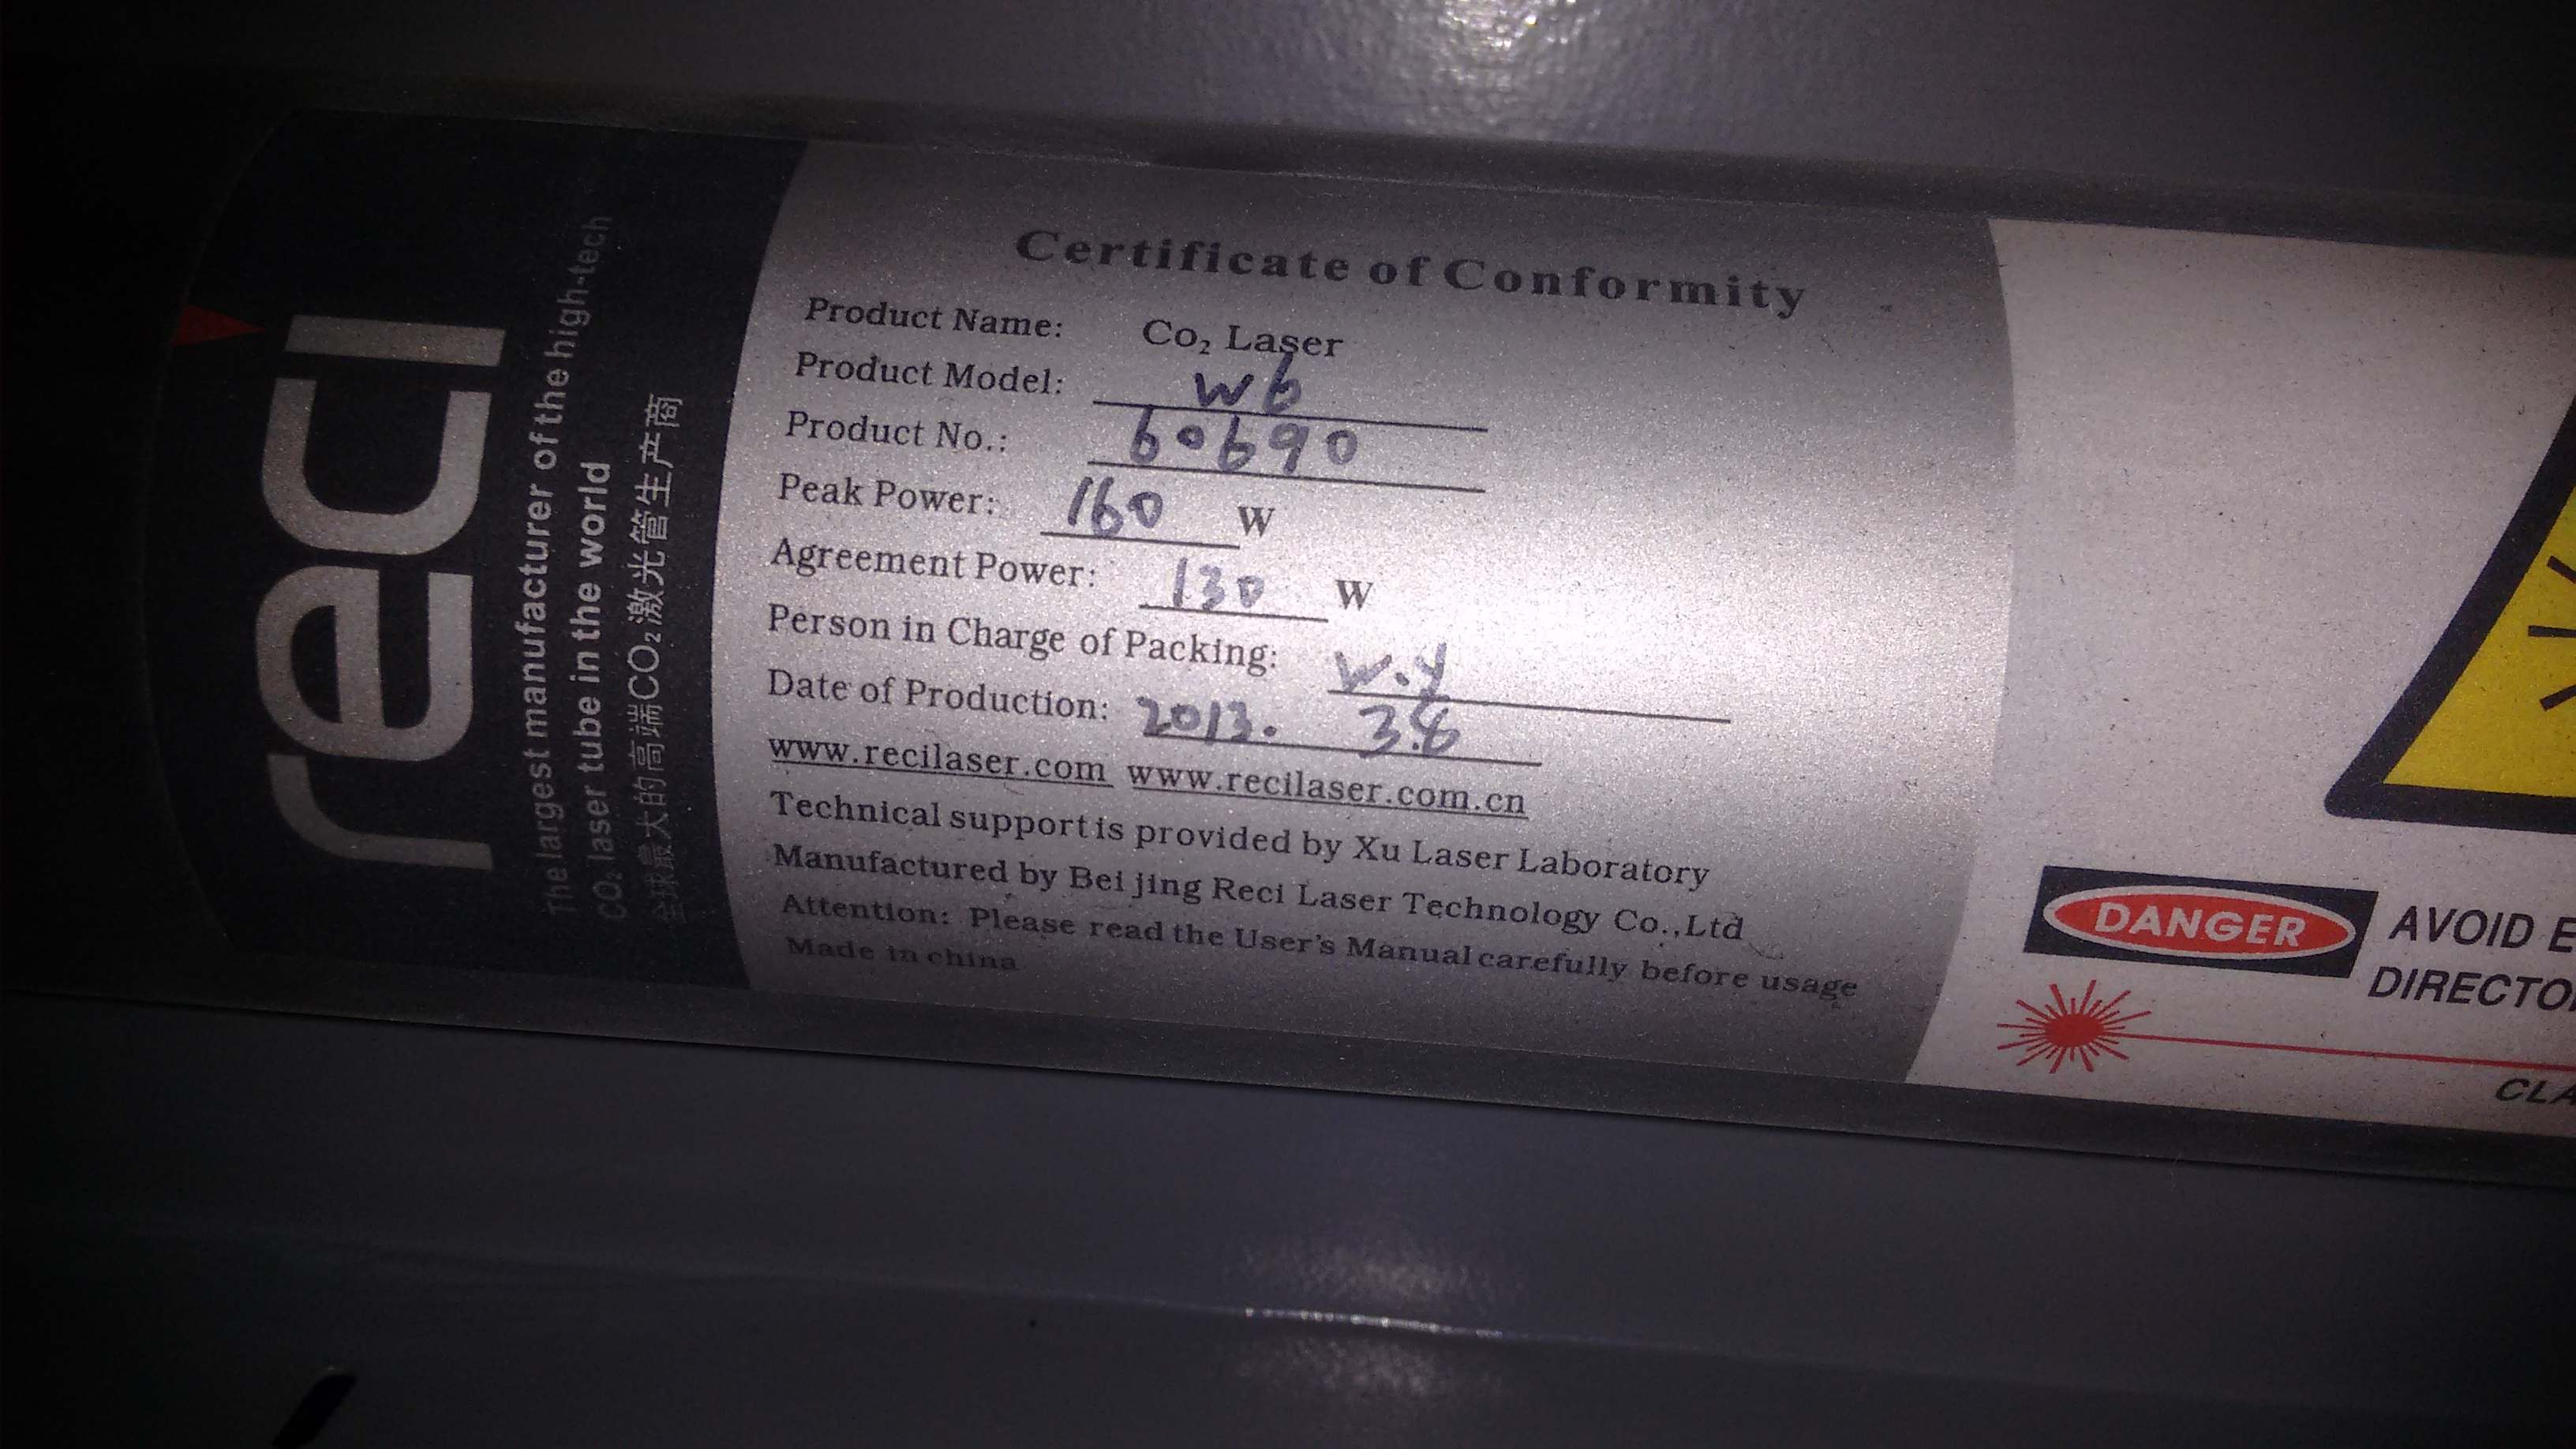 reci
The largest manufacturer of the high-tech
CO₂ laser tube in the world
全球最大的高端CO₂激光管生产商
Certificate of Conformity
Product Name: Co₂ Laser
Product Model: W6
Product No.: 60690
Peak Power: 160 W
Agreement Power: 130 W
Person in Charge of Packing: W.Y
Date of Production: 2013. 3.8
www.recilaser.com www.recilaser.com.cn
Technical support is provided by Xu Laser Laboratory
Manufactured by Beijing Reci Laser Technology Co.,Ltd
Attention: Please read the User's Manual carefully before usage
Made in china
DANGER
AVOID E
DIRECTO
CLA